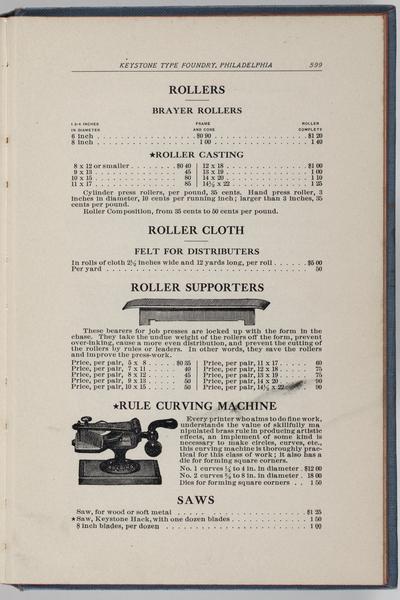 KEYSTONE TYPE FOUNDRY, PHILADELPHIA 599
ROLLERS
BRAYER ROLLERS
1 3-4 INCHES IN DIAMETER FRAME AND CORE ROLLER COMPLETE
6 inch . . . $0 90 . . . $1 20
8 inch . . . 1 00 . . . 1 40
★ROLLER CASTING
8 x 12 or smaller . . . $0 40 | 12 x 18 . . . $1 00
9 x 13 . . . 45 | 13 x 19 . . . 1 00
10 x 15 . . . 80 | 14 x 20 . . . 1 10
11 x 17 . . . 85 | 14½ x 22 . . . 1 25
Cylinder press rollers, per pound, 35 cents. Hand press roller, 3
inches in diameter, 10 cents per running inch; larger than 3 inches, 35
cents per pound.
Roller Composition, from 35 cents to 50 cents per pound.
ROLLER CLOTH
FELT FOR DISTRIBUTERS
In rolls of cloth 2½ inches wide and 12 yards long, per roll . . . $5 00
Per yard . . . 50
ROLLER SUPPORTERS
These bearers for job presses are locked up with the form in the
chase. They take the undue weight of the rollers off the form, prevent
over-inking, cause a more even distribution, and prevent the cutting of
the rollers by rules or leaders. In other words, they save the rollers
and improve the press-work.
Price, per pair, 5 x 8 . . . $0 35 | Price, per pair, 11 x 17 . . . 60
Price, per pair, 7 x 11 . . . 40 | Price, per pair, 12 x 18 . . . 75
Price, per pair, 8 x 12 . . . 45 | Price, per pair, 13 x 19 . . . 75
Price, per pair, 9 x 13 . . . 50 | Price, per pair, 14 x 20 . . . 90
Price, per pair, 10 x 15 . . . 50 | Price, per pair, 14½ x 22 . . . 90
★RULE CURVING MACHINE
Every printer who aims to do fine work,
understands the value of skillfully ma
nipulated brass rule in producing artistic
effects, an implement of some kind is
necessary to make circles, curves, etc.,
this curving machine is thoroughly prac-
tical for this class of work; it also has a
die for forming square corners.
No. 1 curves ¼ to 4 in. in diameter . $12 00
No. 2 curves to 8 in. in diameter . 18 00
Dies for forming square corners . . 1 50
SAWS
Saw, for wood or soft metal . . . $1 25
★Saw, Keystone Hack, with one dozen blades . . . 1 50
8 inch blades, per dozen . . . 1 00